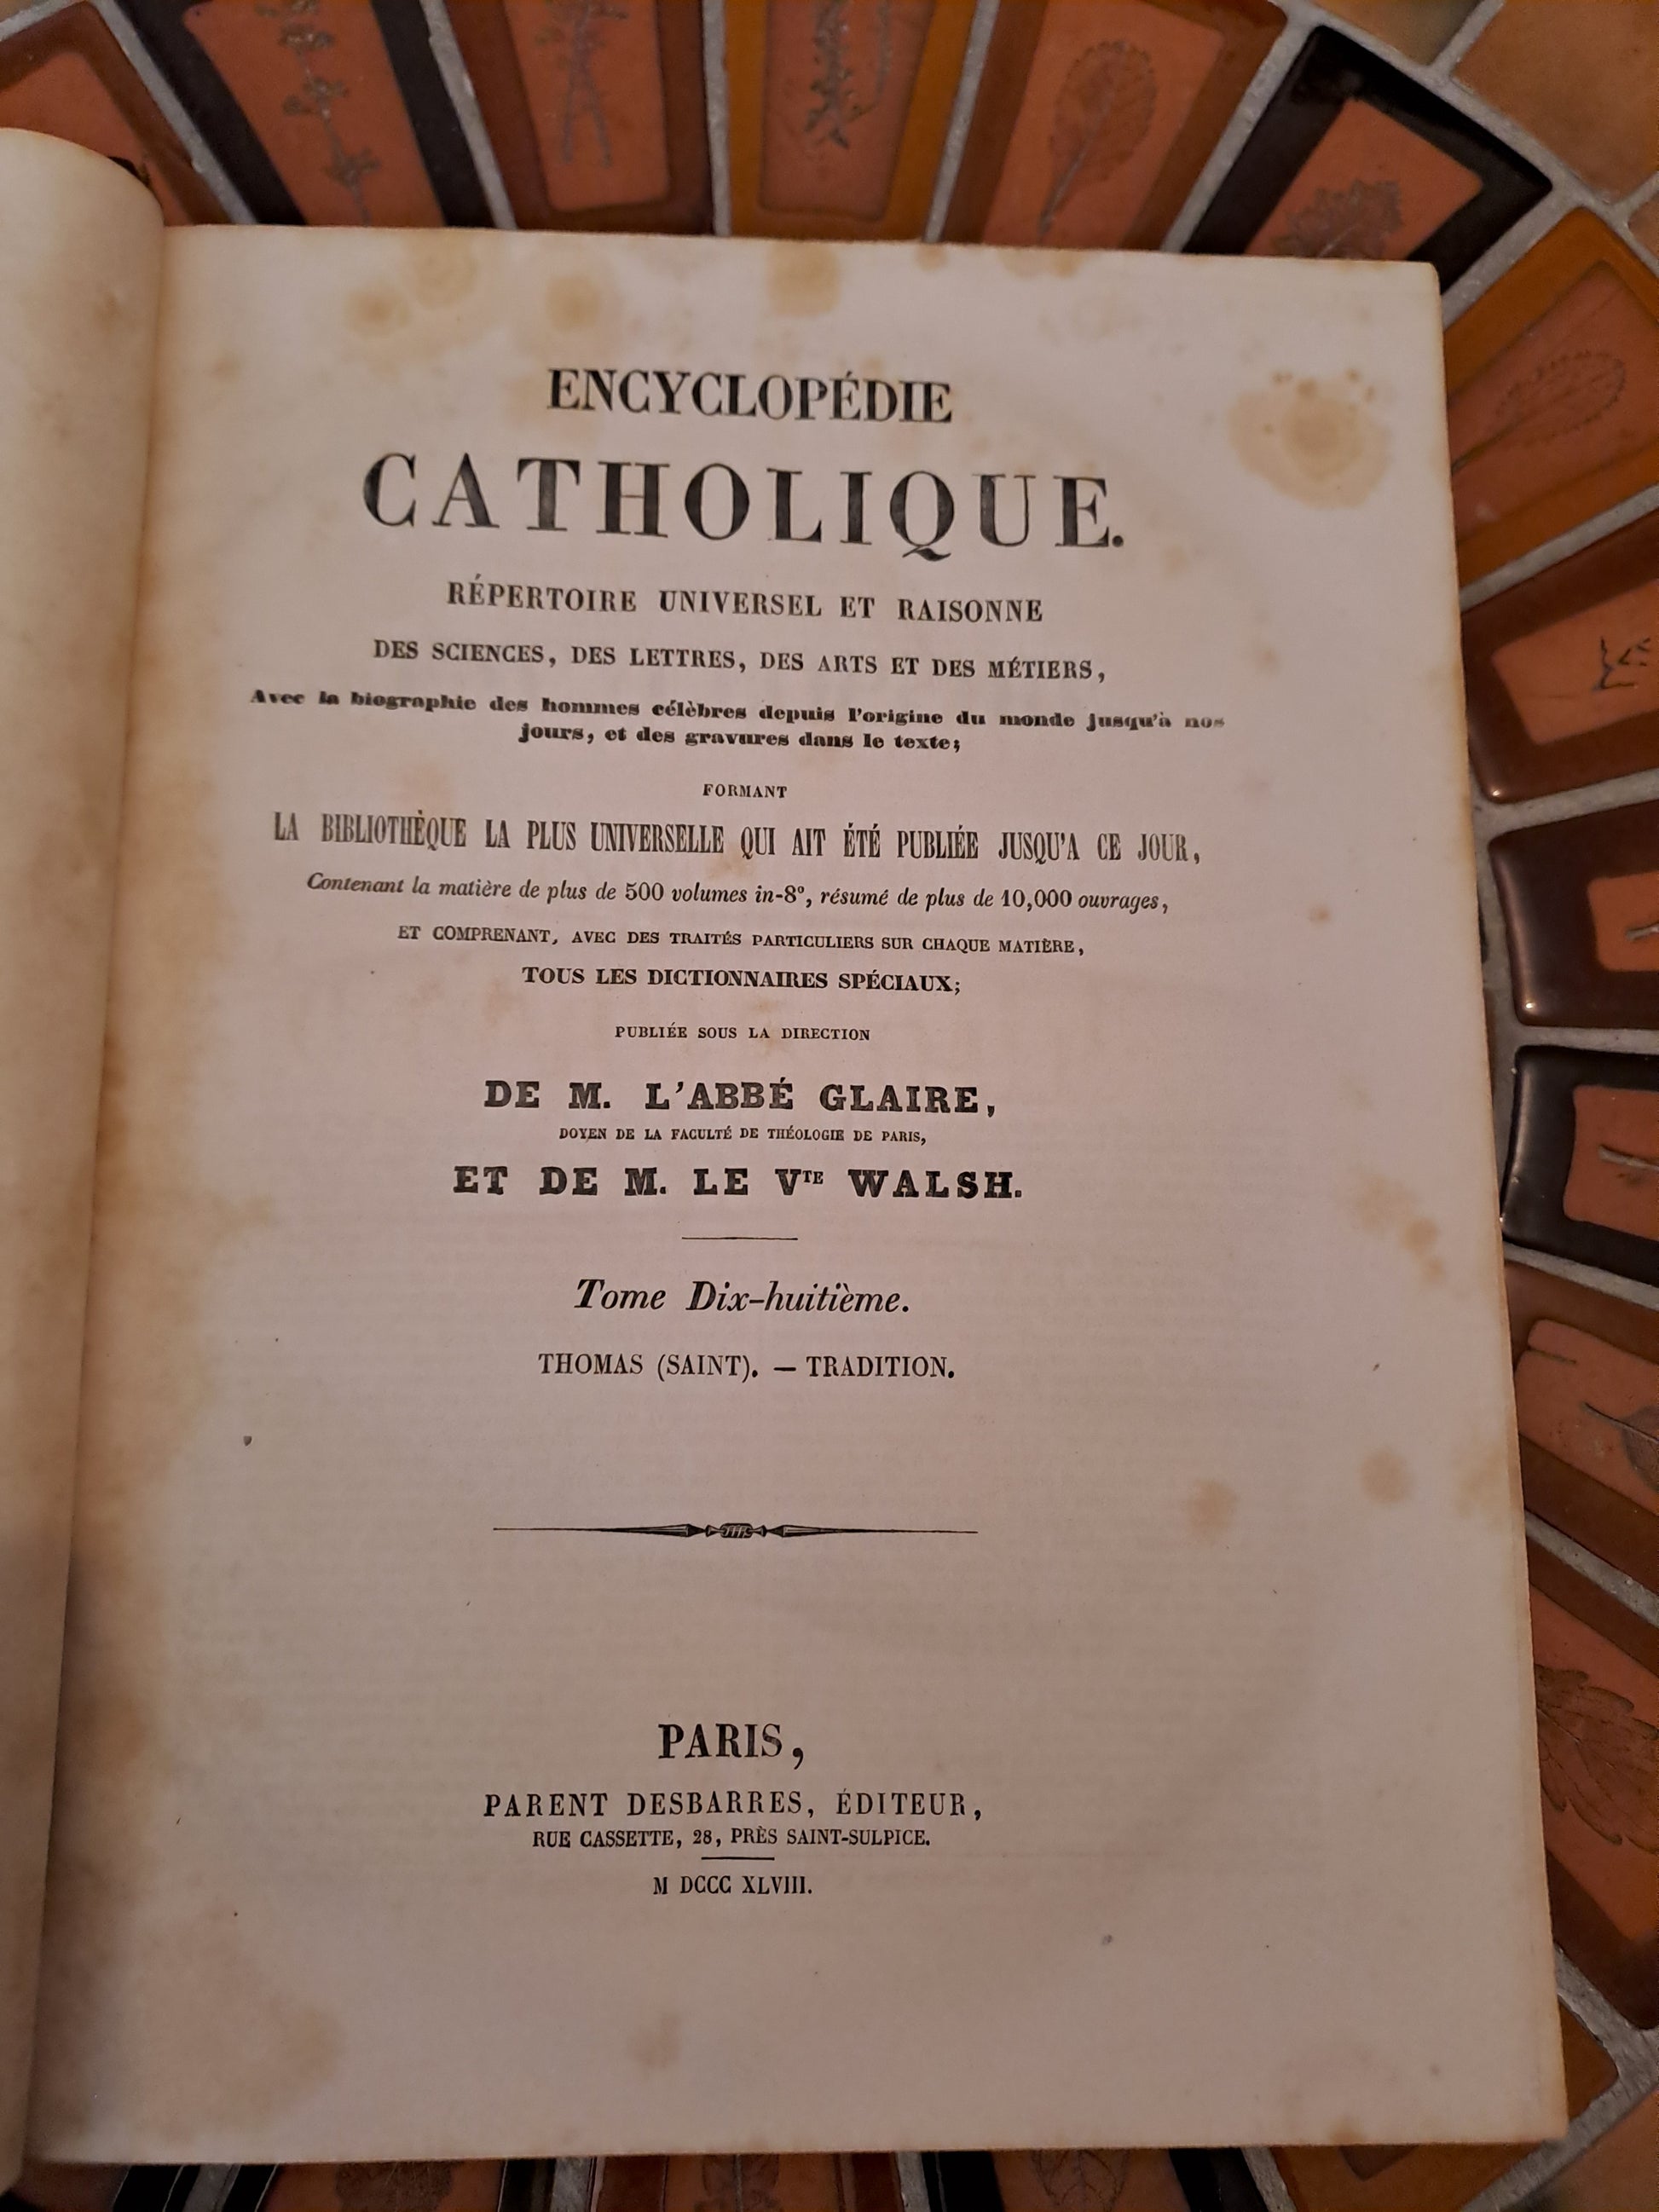 ENCYCLOPÉDIE
CATHOLIQUE.
RÉPERTOIRE UNIVERSEL ET RAISONNE
DES SCIENCES, DES LETTRES, DES ARTS ET DES MÉTIERS,
Avec la biographie des hommes célèbres depuis l'origine du monde jusqu'à nos
jours, et des gravures dans le texte;
FORMANT
LA BIBLIOTHÈQUE LA PLUS UNIVERSELLE QUI AIT ÉTÉ PUBLIÉE JUSQU'A CE JOUR,
Contenant la matière de plus de 500 volumes in-8°, résumé de plus de 10,000 ouvrages,
ET COMPRENANT, AVEC DES TRAITÉS PARTICULIERS SUR CHAQUE MATIÈRE,
TOUS LES DICTIONNAIRES SPÉCIAUX;
PUBLIÉE SOUS LA DIRECTION
DE M. L'ABBÉ GLAIRE,
DOYEN DE LA FACULTÉ DE THÉOLOGIE DE PARIS,
ET DE M. LE VTE WALSH.
Tome Dix-huitième.
THOMAS (SAINT). — TRADITION.
PARIS,
PARENT DESBARRES, ÉDITEUR,
RUE CASSETTE, 28, PRÈS SAINT-SULPICE.
M DCCC XLVIII.